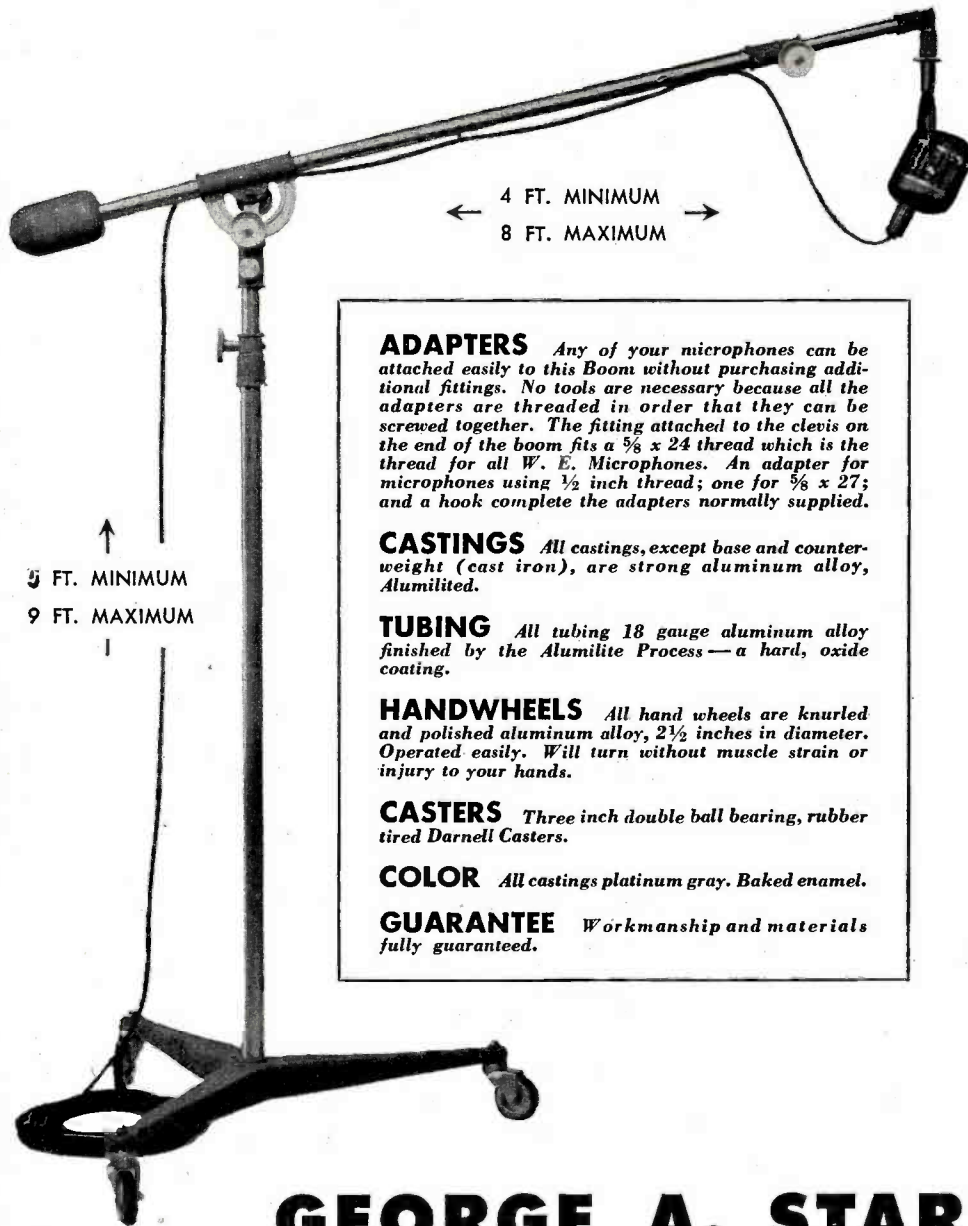 4 FT. MINIMUM
8 FT. MAXIMUM
ADAPTERS Any of your microphones can be
attached easily to this Boom without purchasing addi-
tional fittings. No tools are necessary because all the
adapters are threaded in order that they can be
screwed together. The fitting attached to the clevis on
the end of the boom fits a ⅝ x 24 thread which is the
thread for all W. E. Microphones. An adapter for
microphones using ½ inch thread; one for ⅝ x 27;
and a hook complete the adapters normally supplied.
CASTINGS All castings, except base and counter-
weight (cast iron), are strong aluminum alloy,
Alumilited.
TUBING All tubing 18 gauge aluminum alloy
finished by the Alumilite Process — a hard, oxide
coating.
HANDWHEELS All hand wheels are knurled
and polished aluminum alloy, 2½ inches in diameter.
Operated easily. Will turn without muscle strain or
injury to your hands.
CASTERS Three inch double ball bearing, rubber
tired Darnell Casters.
COLOR All castings platinum gray. Baked enamel.
GUARANTEE Workmanship and materials
fully guaranteed.
FT. MINIMUM
9 FT. MAXIMUM
GEORGE A. STAR